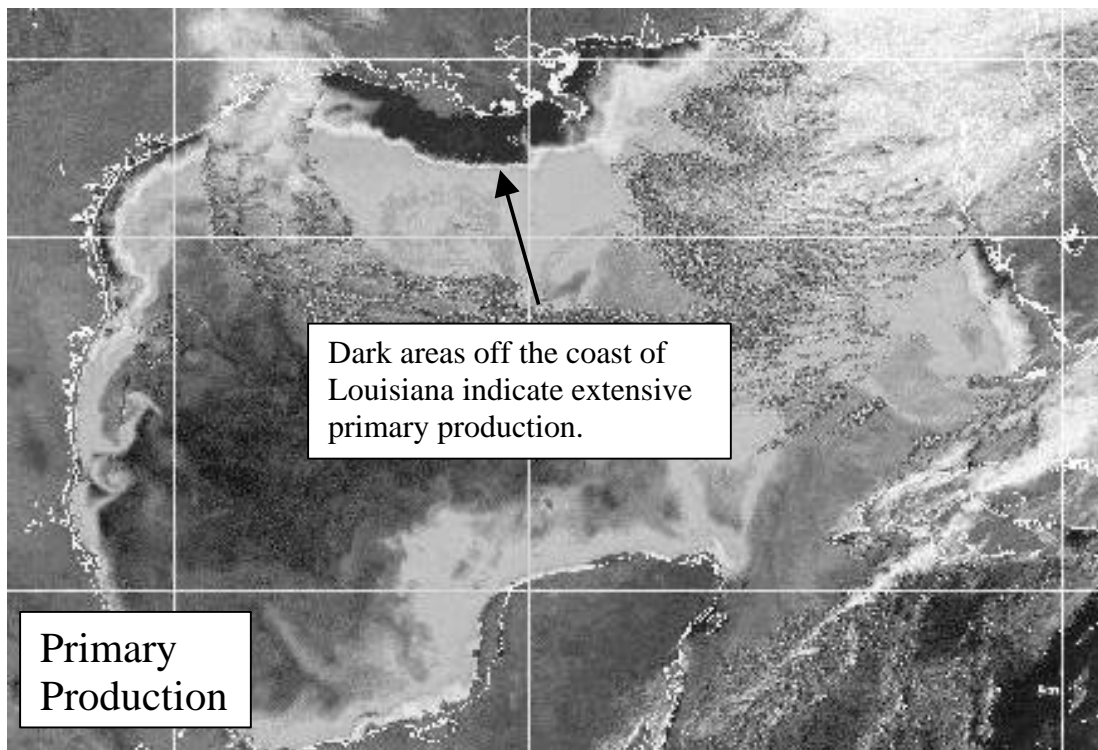 Dark areas off the coast of
Louisiana indicate extensive
primary production.
Primary
Production